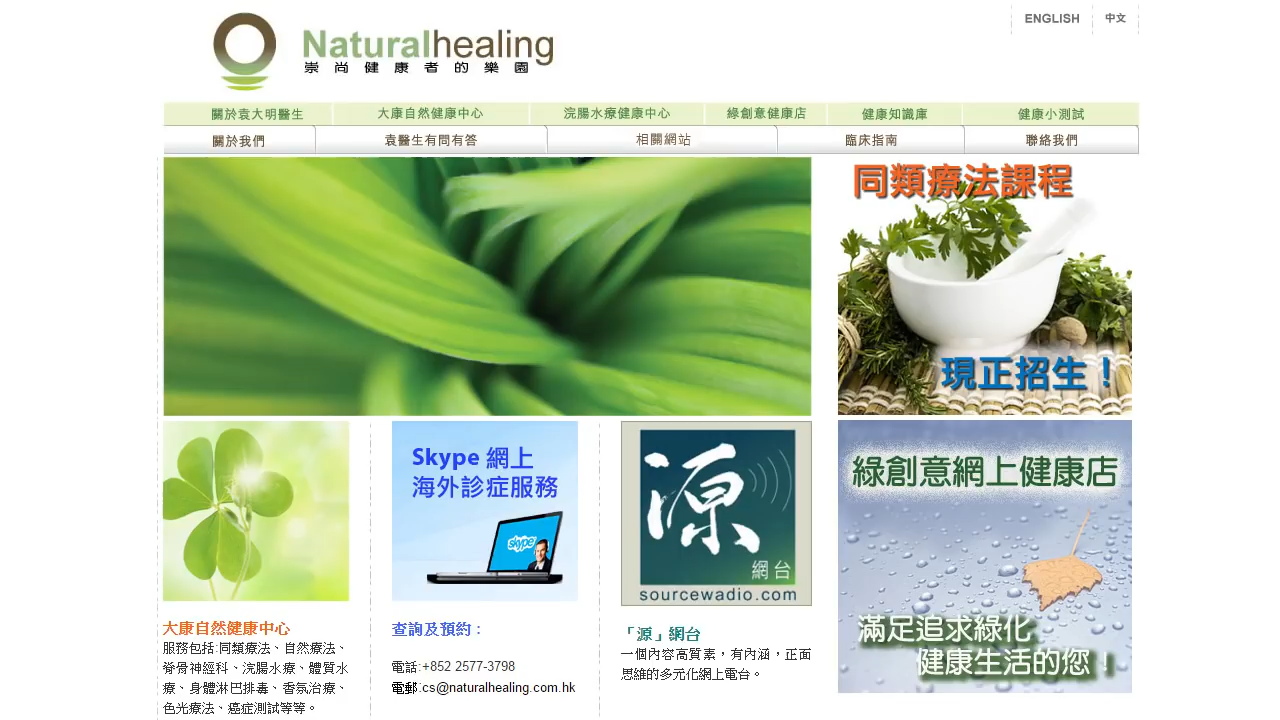 ENGLISH 中文
Naturalhealing
崇尚健康者的樂園
關於袁大明醫生 大康自然健康中心 浣腸水療健康中心 綠創意健康店 健康知識庫 健康小測試
關於我們 袁醫生有問有答 相關網站 臨床指南 聯絡我們
同類療法課程
現正招生！
Skype 網上
海外診症服務
skype
源
網台
sourcewadio.com
綠創意網上健康店
滿足追求綠化
健康生活的您！
大康自然健康中心
服務包括:同類療法、自然療法、
脊骨神經科、浣腸水療、體質水
療、身體淋巴排毒、香氛治療、
色光療法、癌症測試等等。
查詢及預約：
電話:+852 2577-3798
電郵:cs@naturalhealing.com.hk
「源」網台
一個內容高質素，有內涵，正面
思維的多元化網上電台。